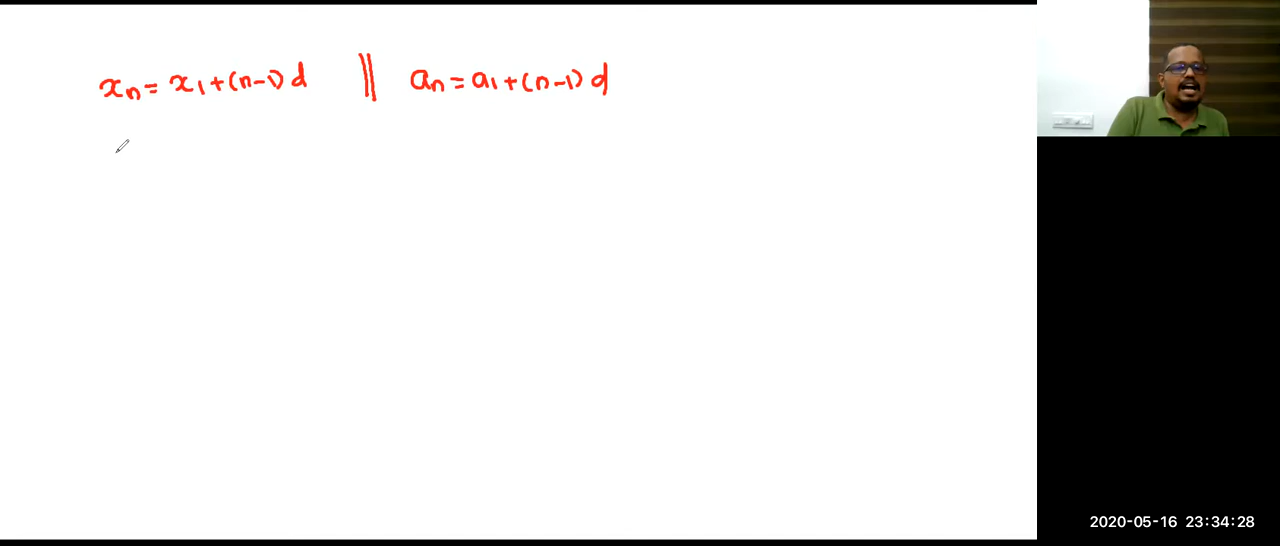 xₙ = x₁ + (n-1) d || aₙ = a₁ + (n-1) d
2020-05-16 23:34:28